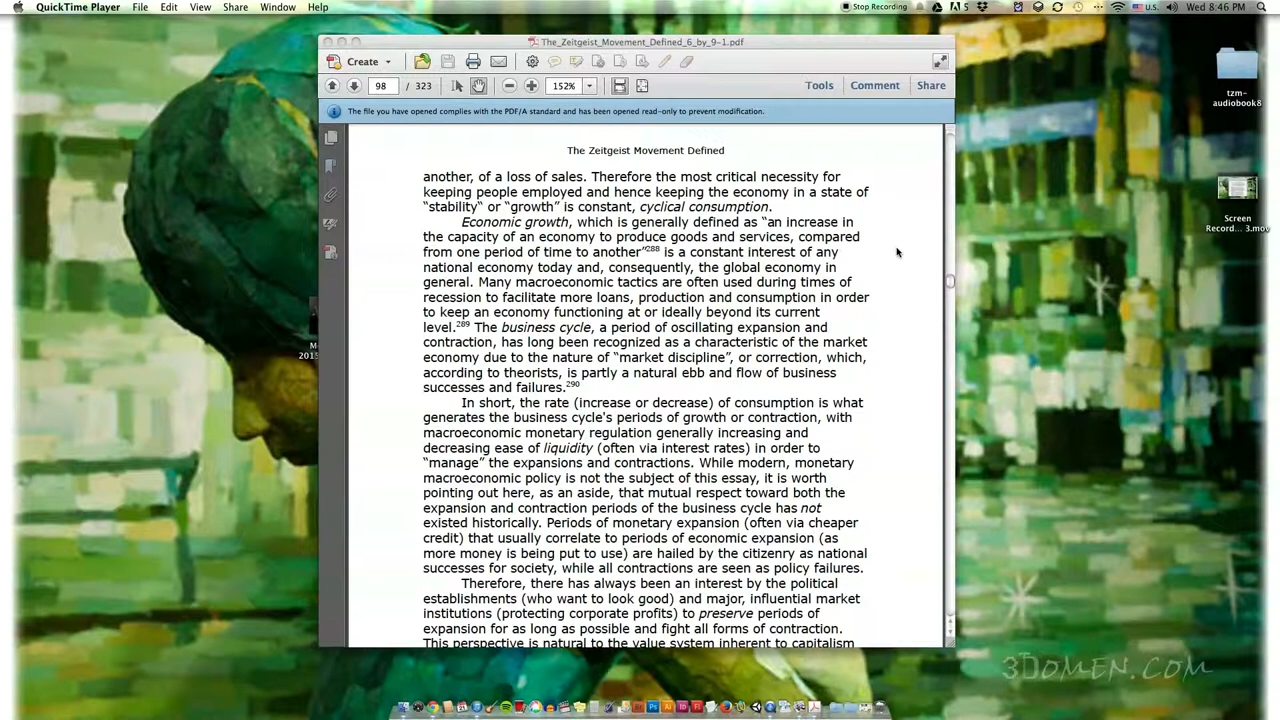 QuickTime Player File Edit View Share Window Help
Stop Recording 5 U.S. Wed 8:46 PM
The_Zeitgeist_Movement_Defined_6_by_9-1.pdf
Create
98 / 323 152% Tools Comment Share
The file you have opened complies with the PDF/A standard and has been opened read-only to prevent modification.
The Zeitgeist Movement Defined
another, of a loss of sales. Therefore the most critical necessity for
keeping people employed and hence keeping the economy in a state of
“stability“ or “growth” is constant, cyclical consumption.
Economic growth, which is generally defined as “an increase in
the capacity of an economy to produce goods and services, compared
from one period of time to another”288 is a constant interest of any
national economy today and, consequently, the global economy in
general. Many macroeconomic tactics are often used during times of
recession to facilitate more loans, production and consumption in order
to keep an economy functioning at or ideally beyond its current
level.289 The business cycle, a period of oscillating expansion and
contraction, has long been recognized as a characteristic of the market
economy due to the nature of “market discipline”, or correction, which,
according to theorists, is partly a natural ebb and flow of business
successes and failures.290
In short, the rate (increase or decrease) of consumption is what
generates the business cycle's periods of growth or contraction, with
macroeconomic monetary regulation generally increasing and
decreasing ease of liquidity (often via interest rates) in order to
“manage” the expansions and contractions. While modern, monetary
macroeconomic policy is not the subject of this essay, it is worth
pointing out here, as an aside, that mutual respect toward both the
expansion and contraction periods of the business cycle has not
existed historically. Periods of monetary expansion (often via cheaper
credit) that usually correlate to periods of economic expansion (as
more money is being put to use) are hailed by the citizenry as national
successes for society, while all contractions are seen as policy failures.
Therefore, there has always been an interest by the political
establishments (who want to look good) and major, influential market
institutions (protecting corporate profits) to preserve periods of
expansion for as long as possible and fight all forms of contraction.
This perspective is natural to the value system inherent to capitalism
tzm-
audiobook8
Screen
Record... 3.mov
3DOMEN.COM